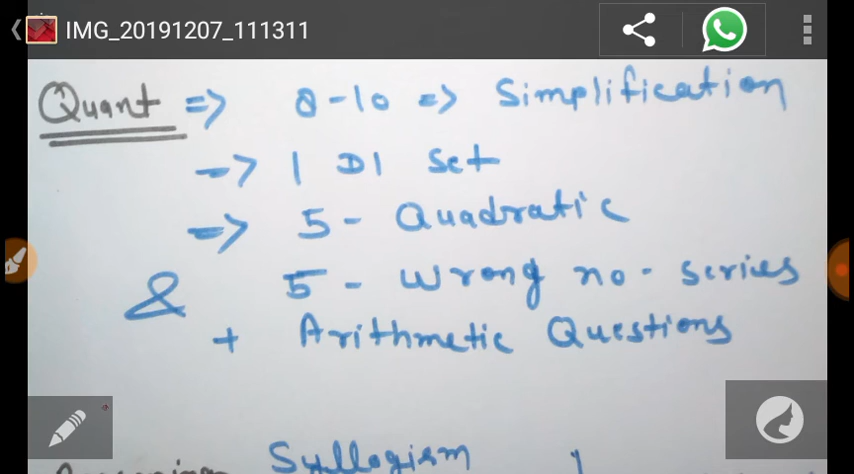 IMG_20191207_111311
Quant => 8-10 => Simplification
-> 1 DI Set
=> 5 - Quadratic
& 5 - Wrong no. series
+ Arithmetic Questions
Syllogism